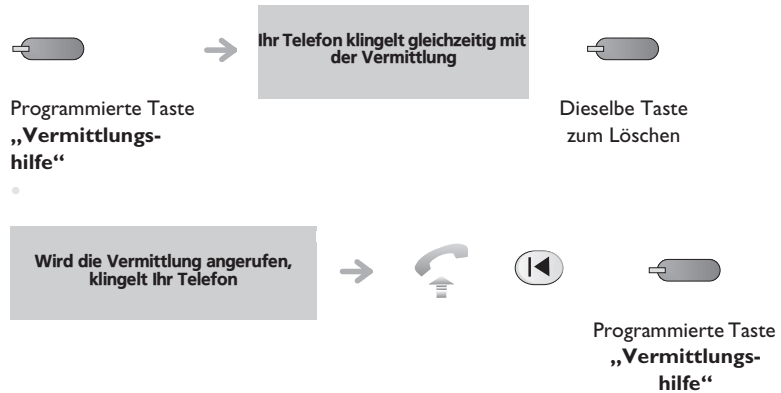 Ihr Telefon klingelt gleichzeitig mit
der Vermittlung
Programmierte Taste
„Vermittlungs-
hilfe“
Dieselbe Taste
zum Löschen
Wird die Vermittlung angerufen,
klingelt Ihr Telefon
Programmierte Taste
„Vermittlungs-
hilfe“